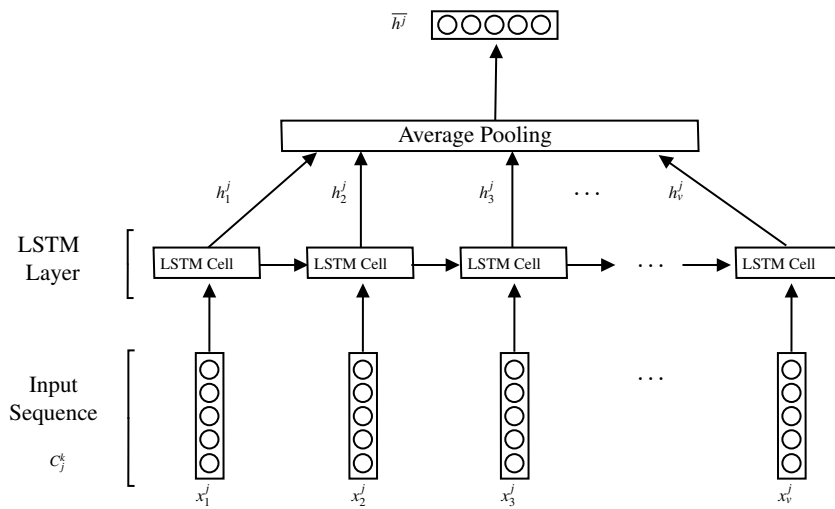 h̅ʲ
Average Pooling
h₁ʲ h₂ʲ h₃ʲ . . . hᵥʲ
LSTM
Layer
LSTM Cell LSTM Cell LSTM Cell . . . LSTM Cell
Input
Sequence
Cⱼᵏ
. . .
x₁ʲ x₂ʲ x₃ʲ xᵥʲ